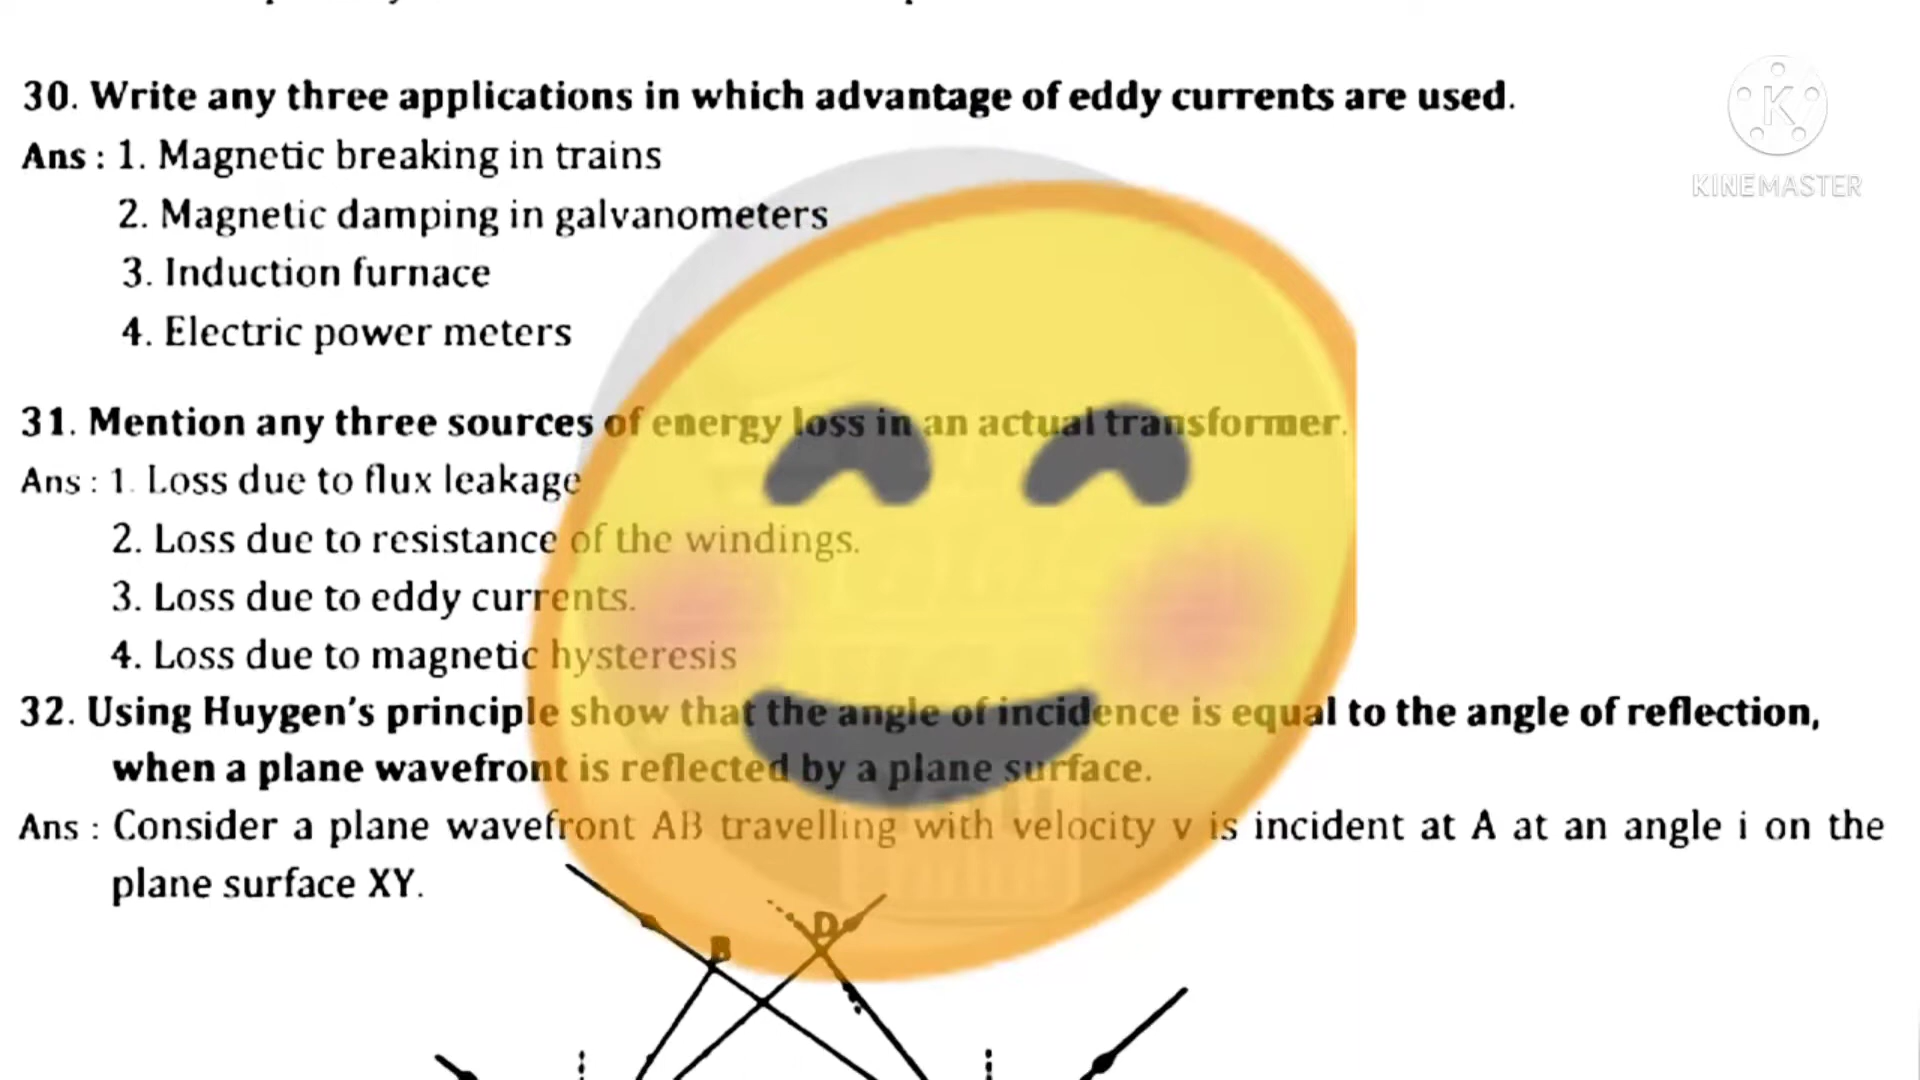 30. Write any three applications in which advantage of eddy currents are used.
Ans : 1. Magnetic breaking in trains
2. Magnetic damping in galvanometers
3. Induction furnace
4. Electric power meters
31. Mention any three sources of energy loss in an actual transformer.
Ans : 1. Loss due to flux leakage
2. Loss due to resistance of the windings.
3. Loss due to eddy currents.
4. Loss due to magnetic hysteresis
32. Using Huygen's principle show that the angle of incidence is equal to the angle of reflection,
when a plane wavefront is reflected by a plane surface.
Ans : Consider a plane wavefront AB travelling with velocity v is incident at A at an angle i on the
plane surface XY.
D
B
K
KINEMASTER